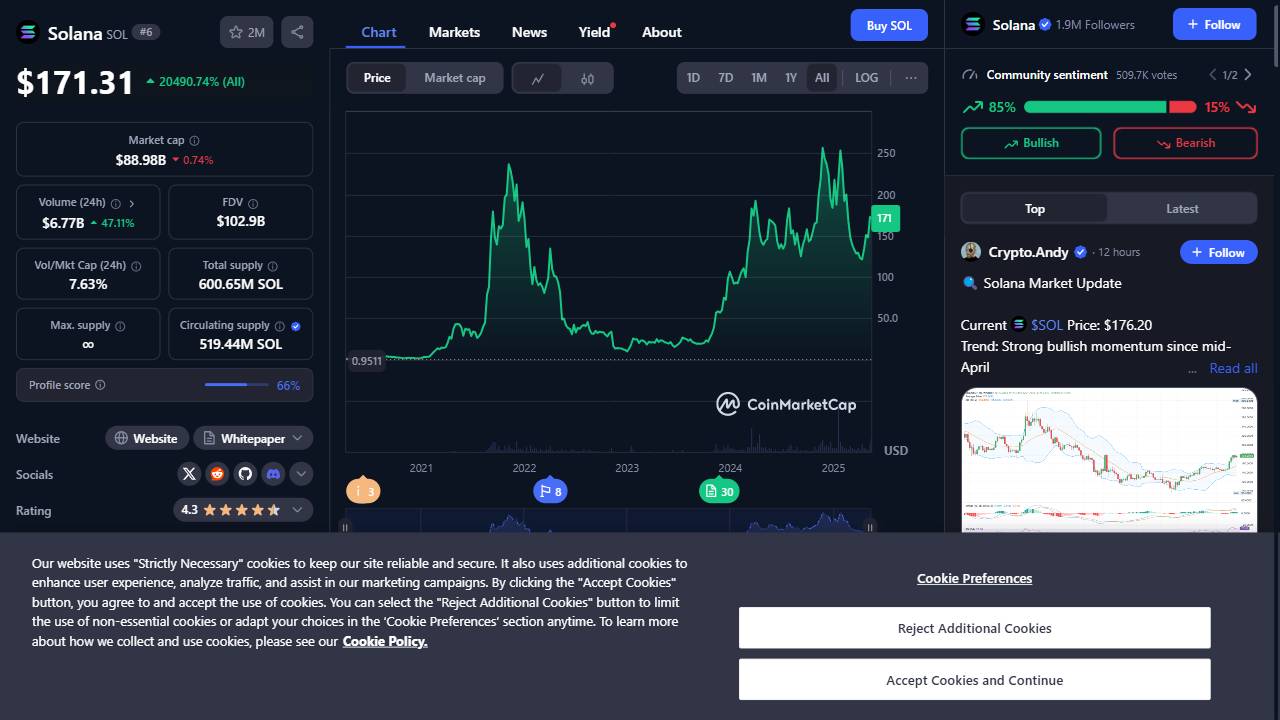 Solana SOL #6
2M
$171.31 20490.74% (All)
Market cap
$88.98B 0.74%
Volume (24h)
$6.77B 47.11%
FDV
$102.9B
Vol/Mkt Cap (24h)
7.63%
Total supply
600.65M SOL
Max. supply
∞
Circulating supply
519.44M SOL
Profile score 66%
Website Website Whitepaper
Socials
Rating 4.3
Chart Markets News Yield About
Buy SOL
Price Market cap
1D 7D 1M 1Y All LOG ...
250
200
171
150
100
50.0
0.9511
CoinMarketCap
USD
2021 2022 2023 2024 2025
3 8 30
Solana 1.9M Followers
+ Follow
Community sentiment 509.7K votes 1/2
85% 15%
Bullish Bearish
Top Latest
Crypto.Andy · 12 hours
+ Follow
Solana Market Update
Current $SOL Price: $176.20
Trend: Strong bullish momentum since mid-
April ... Read all
Our website uses "Strictly Necessary" cookies to keep our site reliable and secure. It also uses additional cookies to
enhance user experience, analyze traffic, and assist in our marketing campaigns. By clicking the "Accept Cookies"
button, you agree to and accept the use of cookies. You can select the "Reject Additional Cookies" button to limit
the use of non-essential cookies or adapt your choices in the 'Cookie Preferences' section anytime. To learn more
about how we collect and use cookies, please see our Cookie Policy.
Cookie Preferences
Reject Additional Cookies
Accept Cookies and Continue